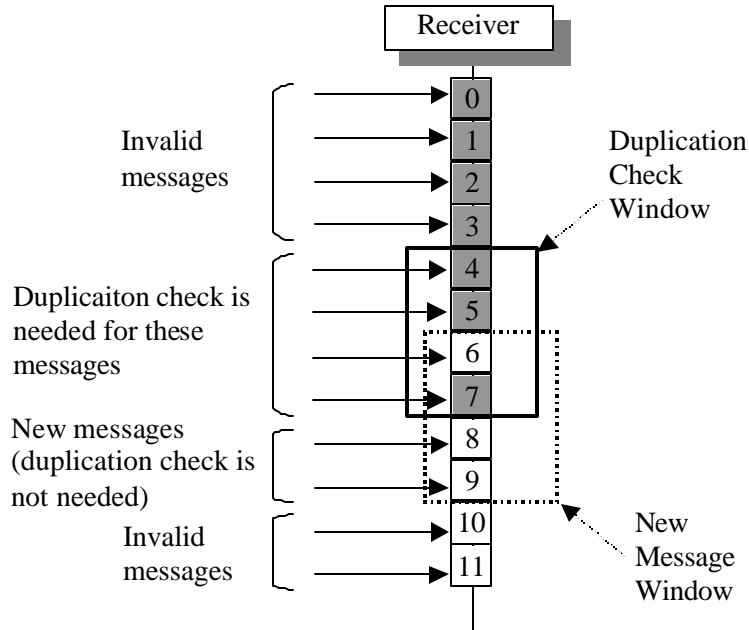 Receiver
0
1
2
3
4
5
6
7
8
9
10
11
Invalid
messages
Duplicaiton check is
needed for these
messages
New messages
(duplication check is
not needed)
Invalid
messages
Duplication
Check
Window
New
Message
Window